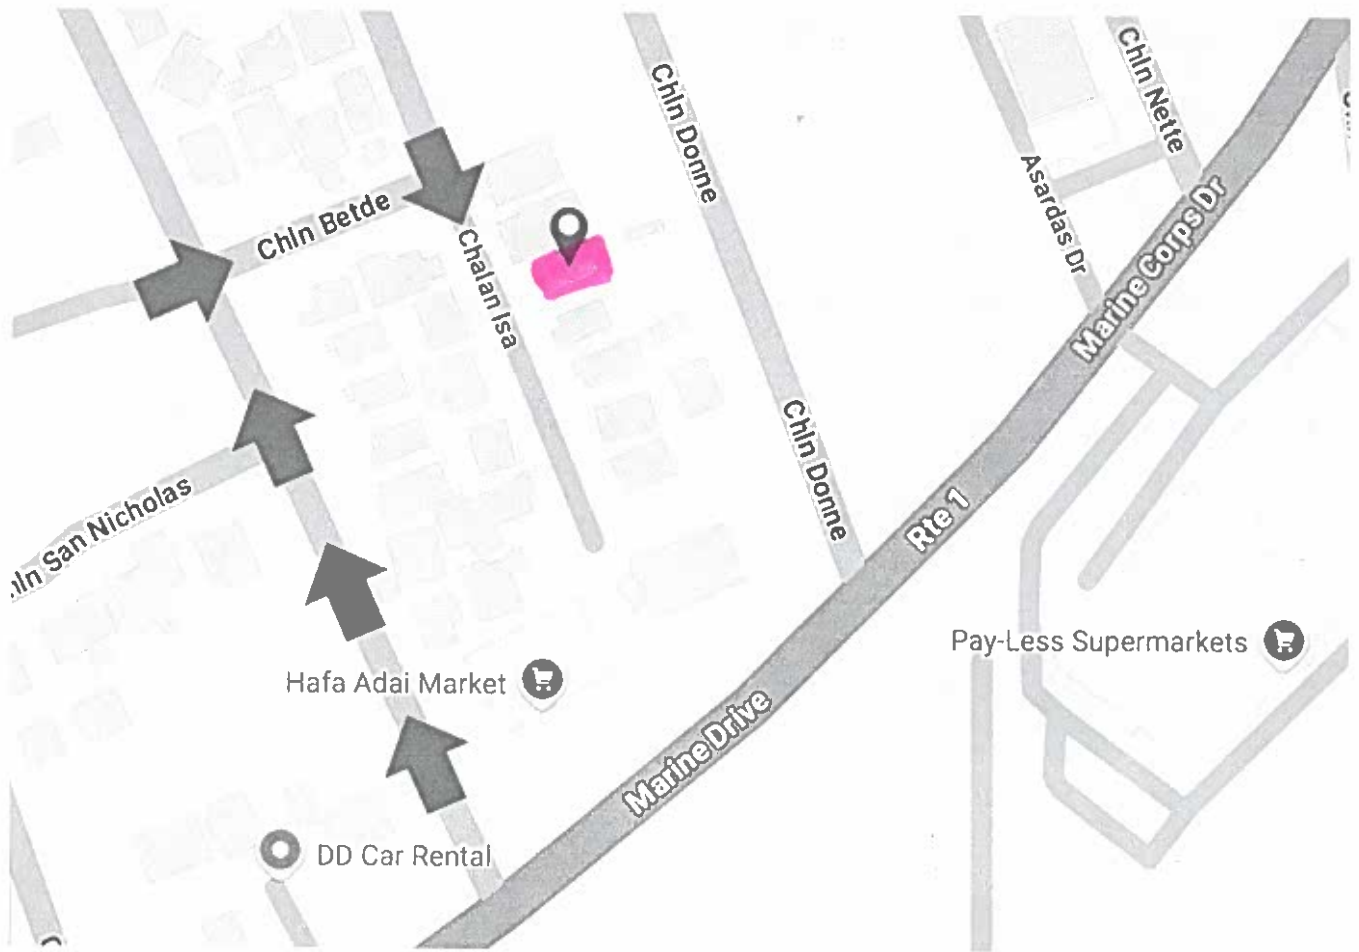 Chln Donne
Chln Nette
Asardas Dr
Chln Betde
Chalan Isa
Marine Corps Dr
Chln Donne
Rte 1
hln San Nicholas
Pay-Less Supermarkets
Hafa Adai Market
Marine Drive
DD Car Rental